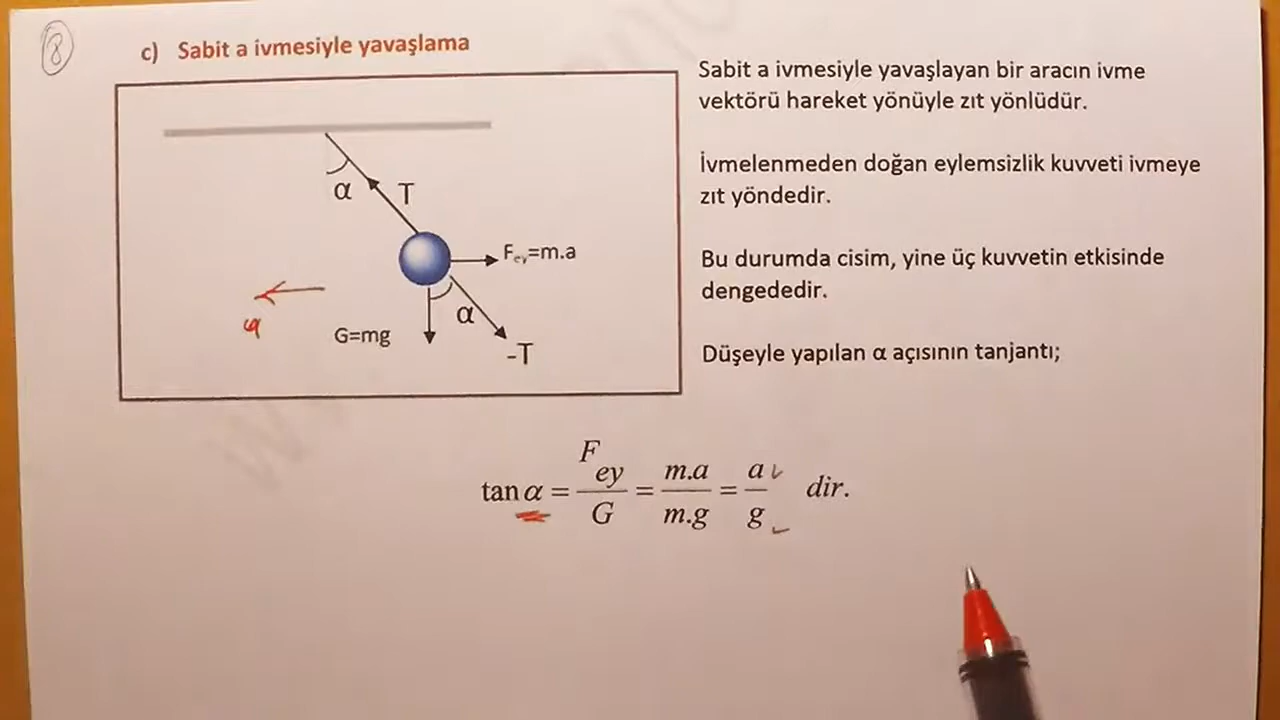 8
c) Sabit a ivmesiyle yavaşlama
Sabit a ivmesiyle yavaşlayan bir aracın ivme
vektörü hareket yönüyle zıt yönlüdür.
İvmelenmeden doğan eylemsizlik kuvveti ivmeye
zıt yöndedir.
Bu durumda cisim, yine üç kuvvetin etkisinde
dengededir.
Düşeyle yapılan α açısının tanjantı;
α
T
Fey=m.a
a
G=mg
α
-T
tan α = Fey/G = m.a/m.g = a/g dir.